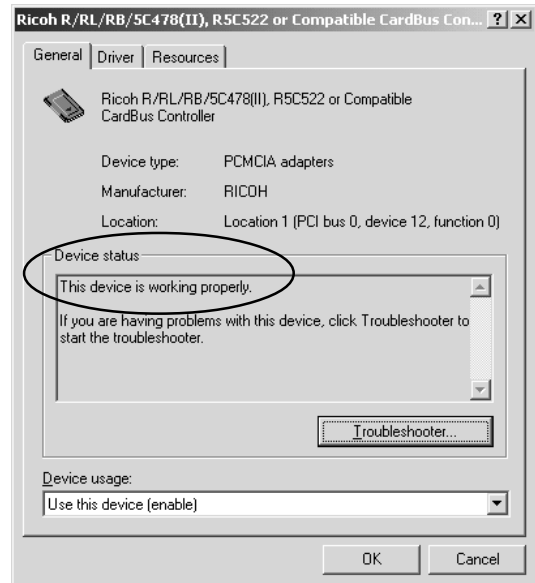 Ricoh R/RL/RB/5C478(II), R5C522 or Compatible CardBus Con... ? ×
General Driver Resources
Ricoh R/RL/RB/5C478(II), R5C522 or Compatible
CardBus Controller
Device type: PCMCIA adapters
Manufacturer: RICOH
Location: Location 1 (PCI bus 0, device 12, function 0)
Device status
This device is working properly.
If you are having problems with this device, click Troubleshooter to
start the troubleshooter.
Troubleshooter...
Device usage:
Use this device (enable)
OK Cancel